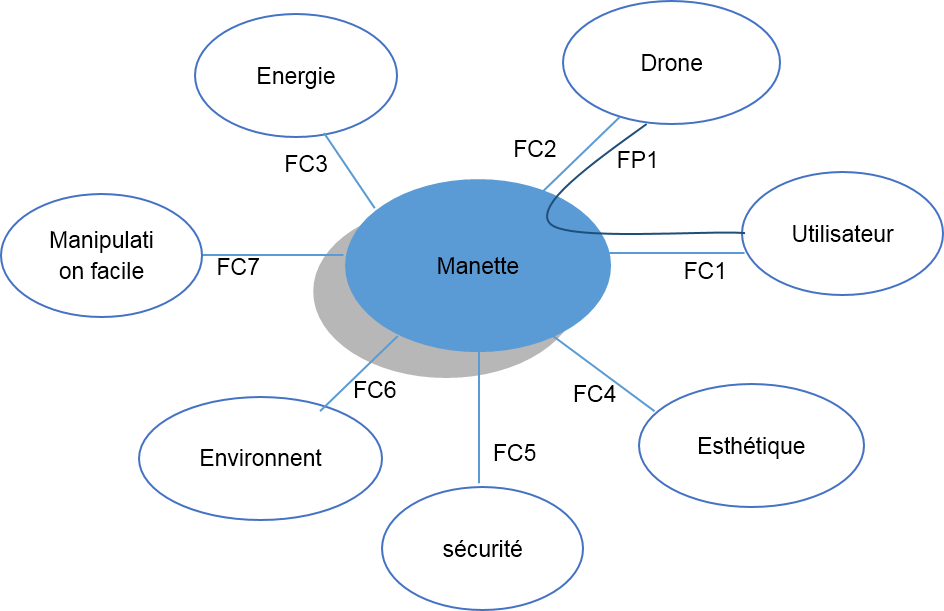 Energie
Drone
FC2
FP1
FC3
Manipulati
on facile
FC7
Manette
Utilisateur
FC1
FC6
FC4
Environnent
FC5
Esthétique
sécurité